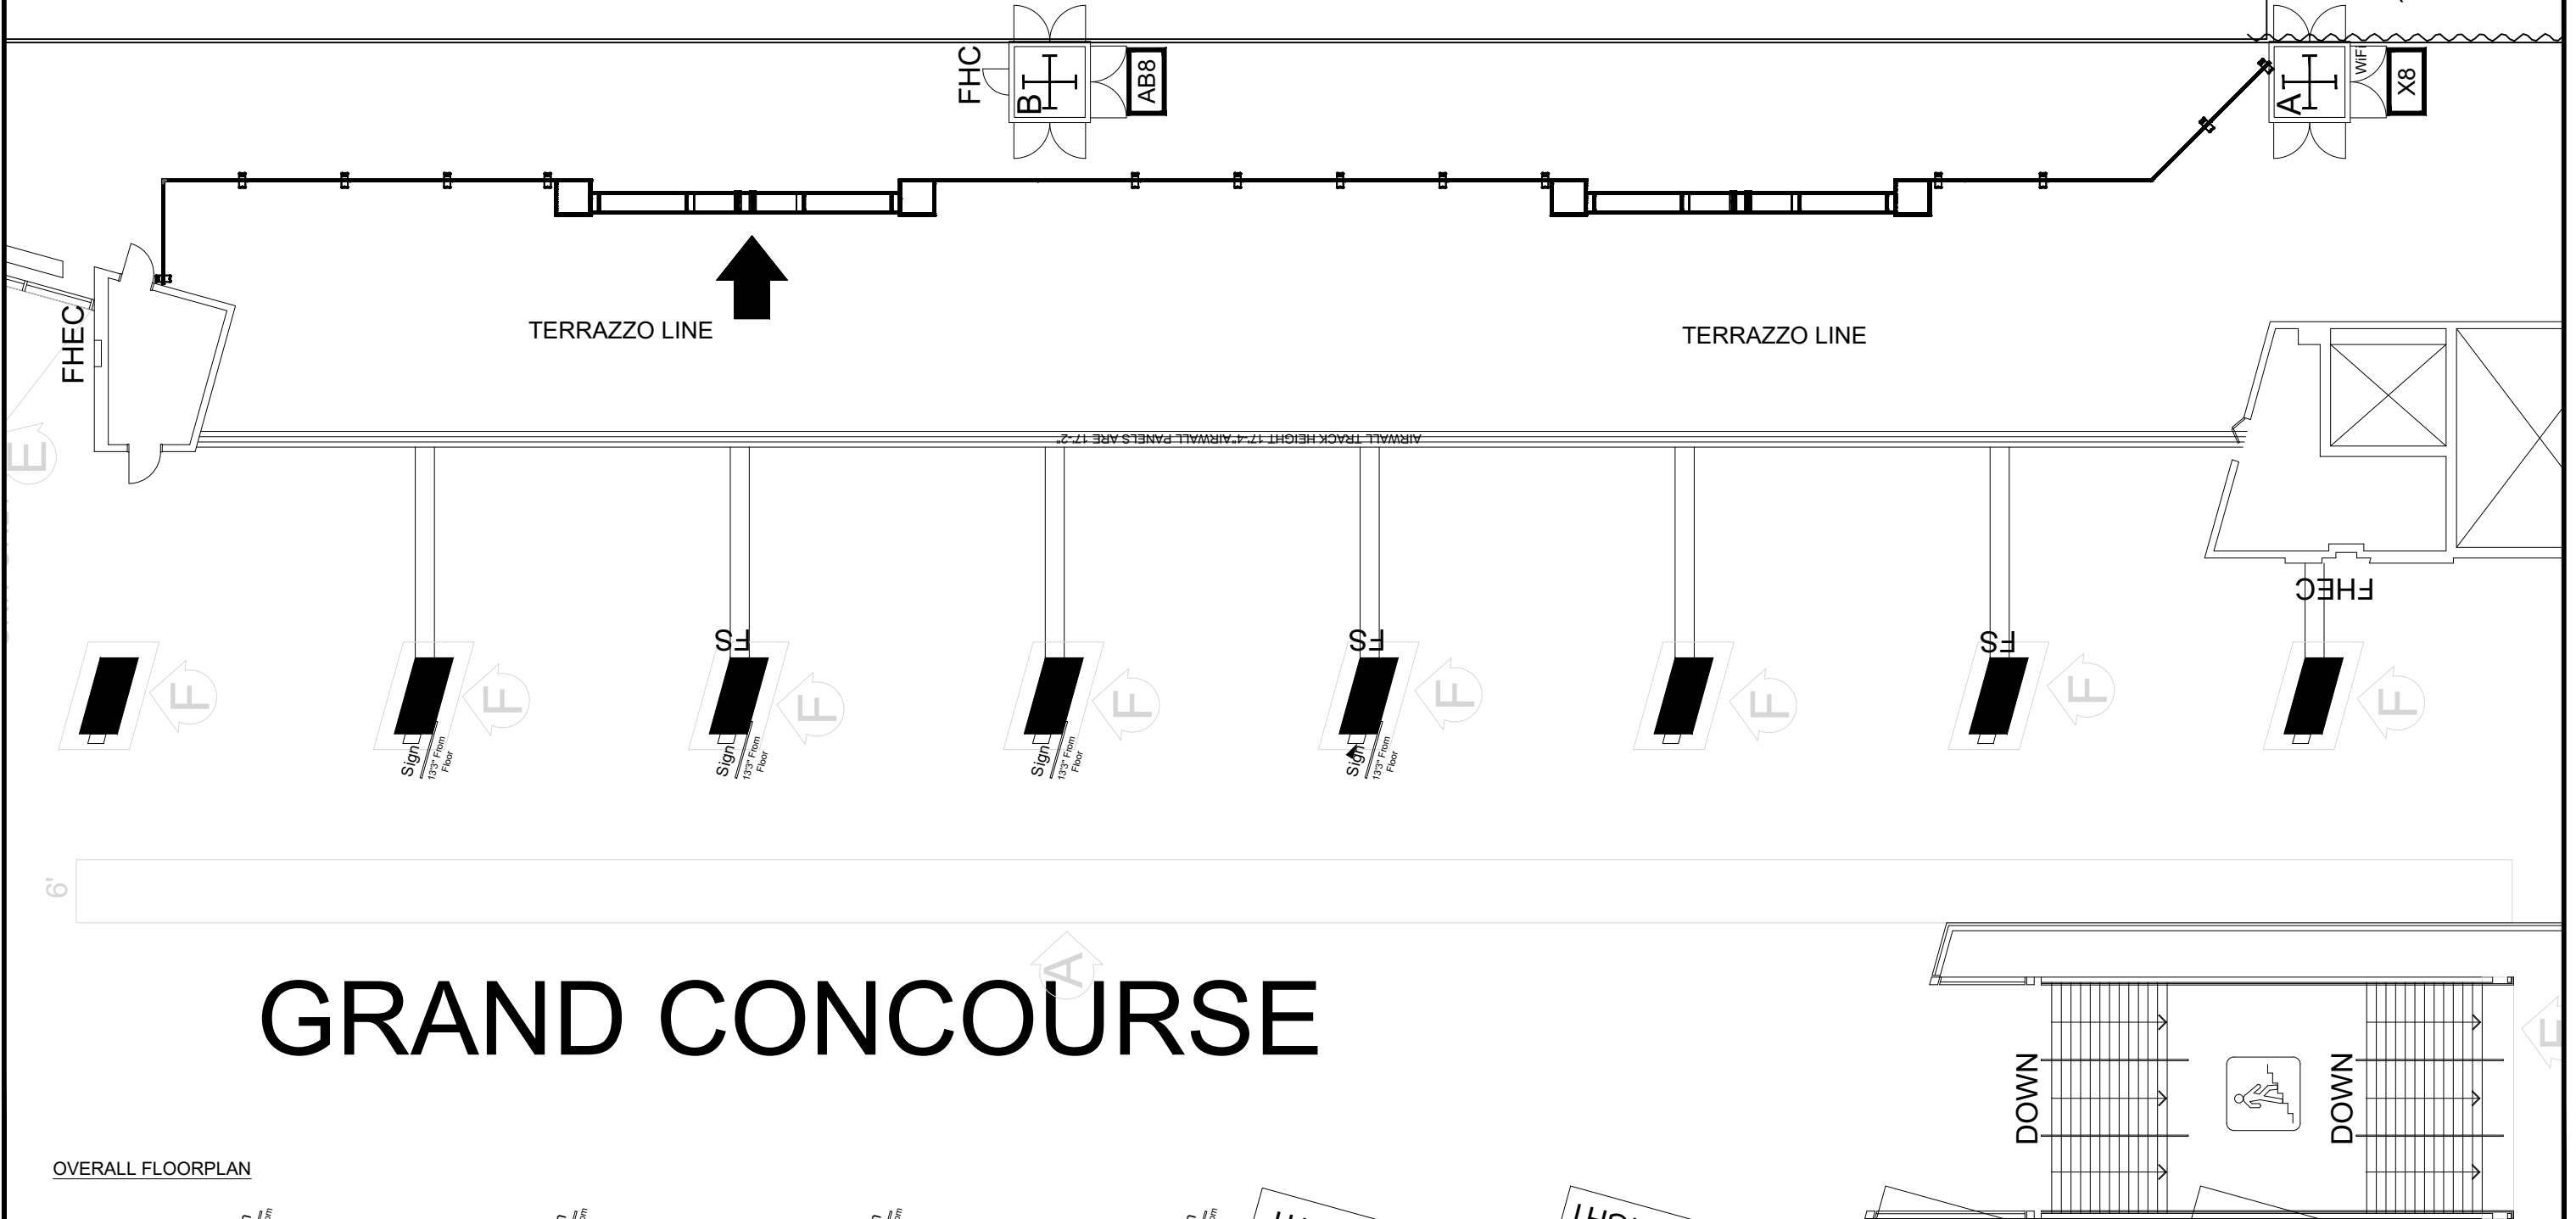 FHC
B
AB8
A
WiFi
X8
TERRAZZO LINE
TERRAZZO LINE
FHEC
E
AIRWALL TRACK HEIGHT 17'-4" AIRWALL PANELS ARE 17'-2"
FHEC
FS
FS
FS
F
F
F
F
F
F
F
F
Sign
13'3" From
Floor
Sign
13'3" From
Floor
Sign
13'3" From
Floor
Sign
13'3" From
Floor
6'
A
GRAND CONCOURSE
E
DOWN
DOWN
OVERALL FLOORPLAN